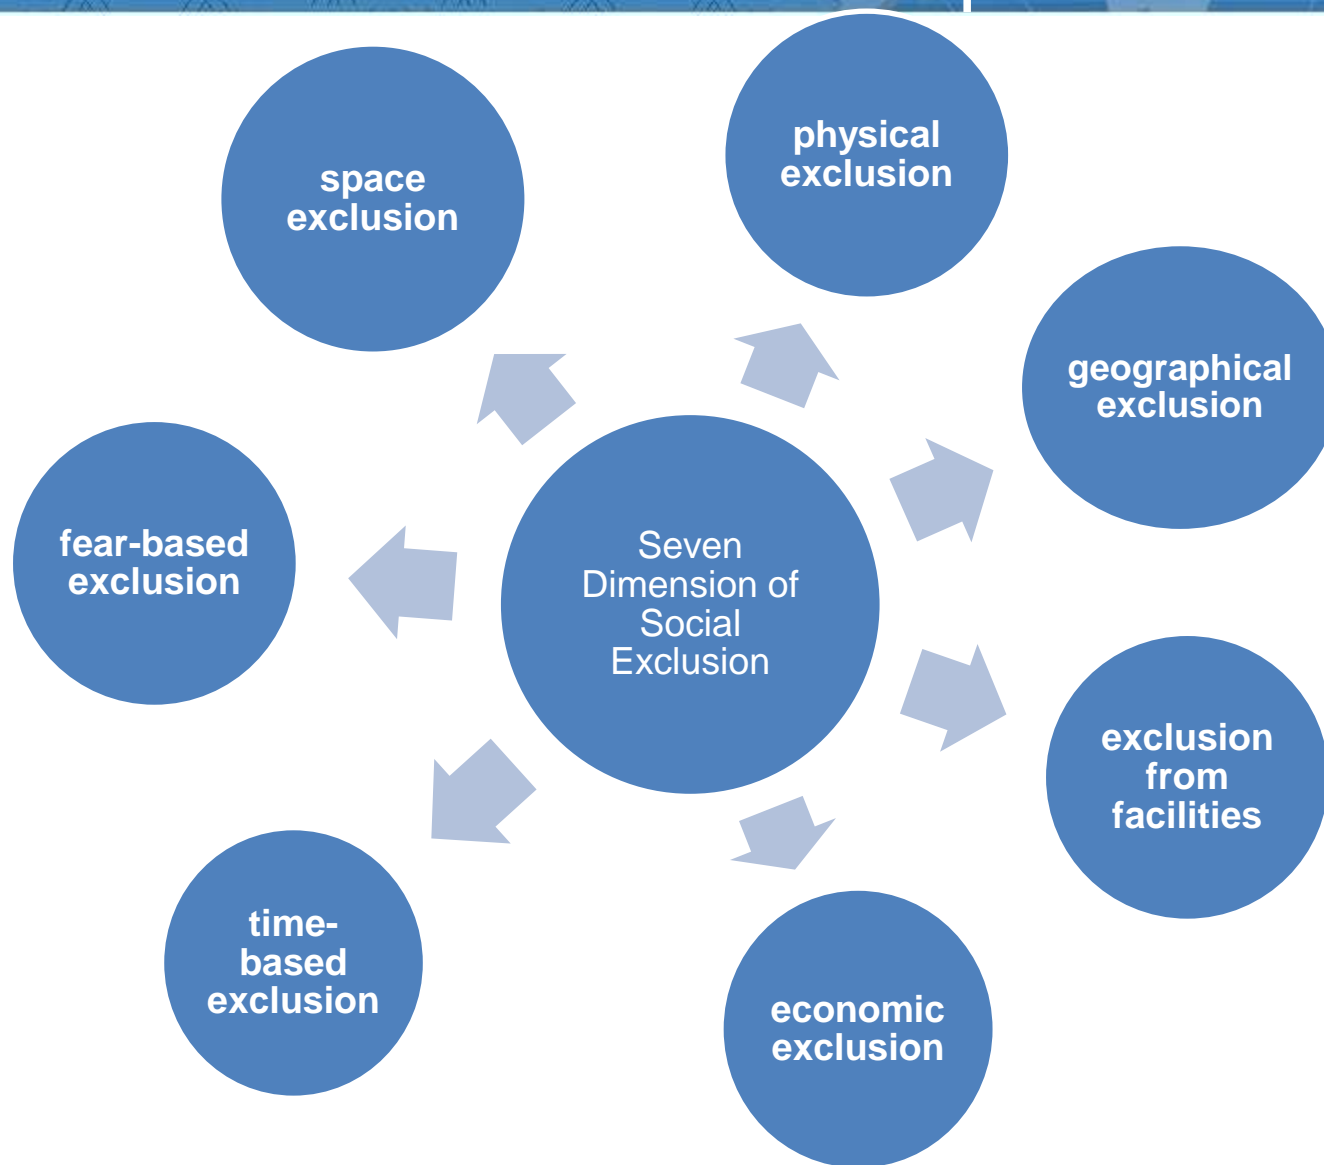 physical
exclusion
space
exclusion
geographical
exclusion
fear-based
exclusion
Seven
Dimension of
Social
Exclusion
exclusion
from
facilities
time-
based
exclusion
economic
exclusion